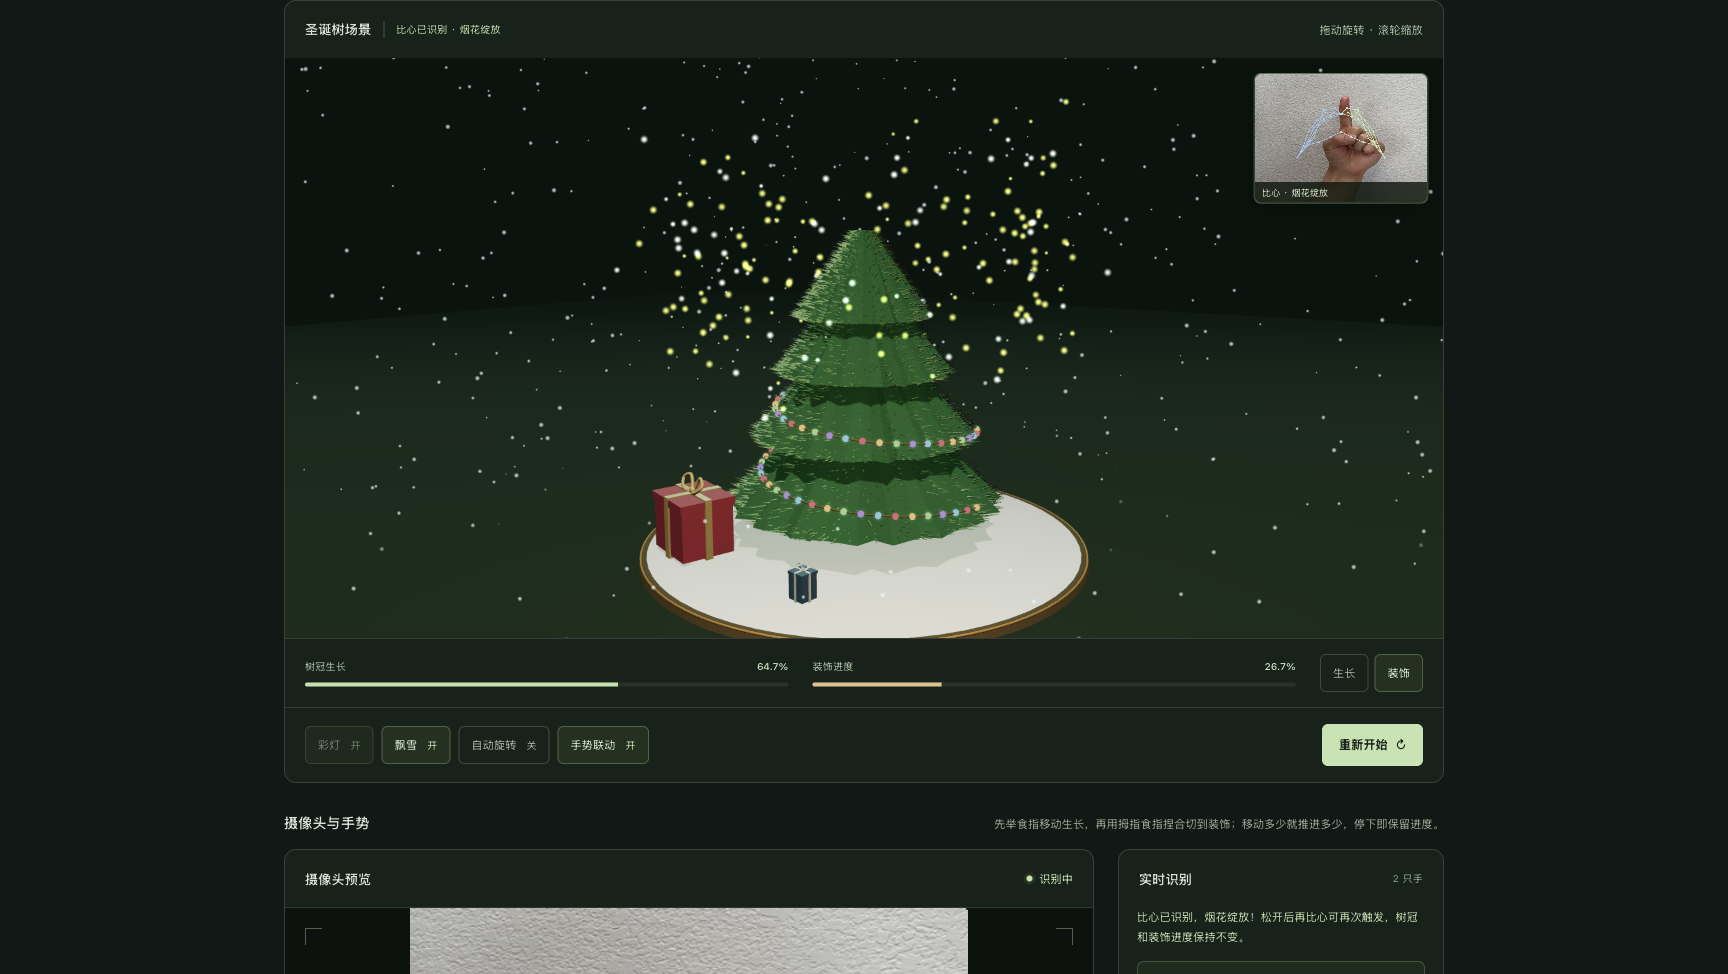 圣诞树场景
比心已识别 · 烟花绽放
拖动旋转 · 滚轮缩放
比心 · 烟花绽放
树冠生长
64.7%
装饰进度
26.7%
生长
装饰
彩灯 开
飘雪 开
自动旋转 关
手势联动 开
重新开始
摄像头与手势
先举食指移动生长，再用拇指食指捏合切到装饰；移动多少就推进多少，停下即保留进度。
摄像头预览
识别中
实时识别
2 只手
比心已识别，烟花绽放！松开后再比心可再次触发，树冠
和装饰进度保持不变。